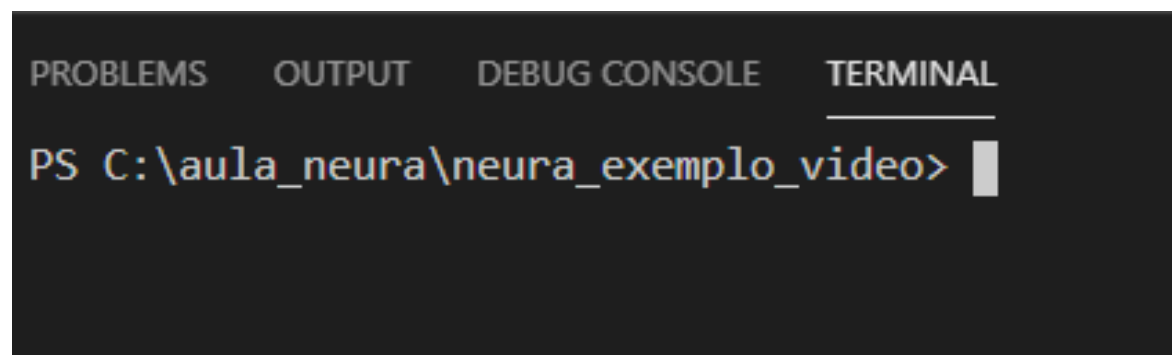 PROBLEMS OUTPUT DEBUG CONSOLE TERMINAL
PS C:\aula_neura\neura_exemplo_video>